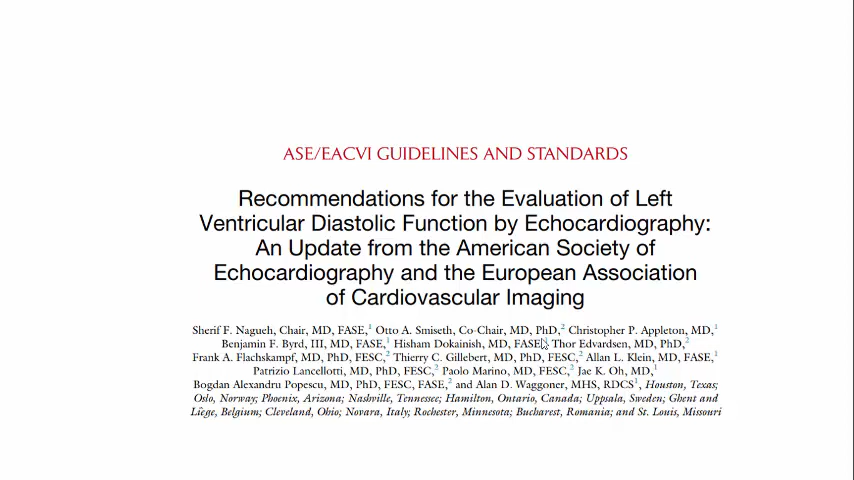 ASE/EACVI GUIDELINES AND STANDARDS
Recommendations for the Evaluation of Left
Ventricular Diastolic Function by Echocardiography:
An Update from the American Society of
Echocardiography and the European Association
of Cardiovascular Imaging
Sherif F. Nagueh, Chair, MD, FASE,1 Otto A. Smiseth, Co-Chair, MD, PhD,2 Christopher P. Appleton, MD,1
Benjamin F. Byrd, III, MD, FASE,1 Hisham Dokainish, MD, FASE,1 Thor Edvardsen, MD, PhD,2
Frank A. Flachskampf, MD, PhD, FESC,2 Thierry C. Gillebert, MD, PhD, FESC,2 Allan L. Klein, MD, FASE,1
Patrizio Lancellotti, MD, PhD, FESC,2 Paolo Marino, MD, FESC,2 Jae K. Oh, MD,1
Bogdan Alexandru Popescu, MD, PhD, FESC, FASE,2 and Alan D. Waggoner, MHS, RDCS1, Houston, Texas;
Oslo, Norway; Phoenix, Arizona; Nashville, Tennessee; Hamilton, Ontario, Canada; Uppsala, Sweden; Ghent and
Liège, Belgium; Cleveland, Ohio; Novara, Italy; Rochester, Minnesota; Bucharest, Romania; and St. Louis, Missouri